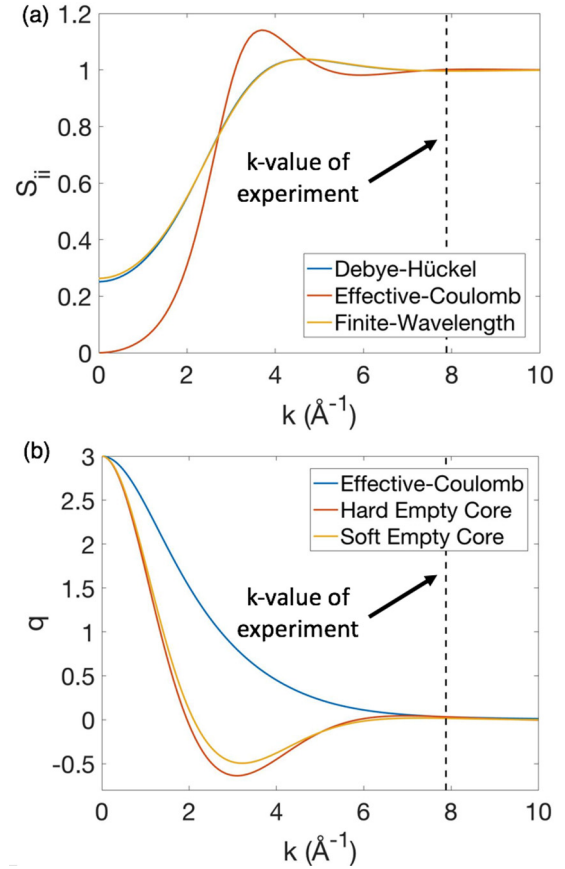 (a)
1.2
1
0.8
0.6
0.4
0.2
0
S_ii
k-value of
experiment
Debye-Hückel
Effective-Coulomb
Finite-Wavelength
0 2 4 6 8 10
k (Å⁻¹)
(b)
3
2.5
2
1.5
1
0.5
0
-0.5
q
Effective-Coulomb
Hard Empty Core
Soft Empty Core
k-value of
experiment
0 2 4 6 8 10
k (Å⁻¹)